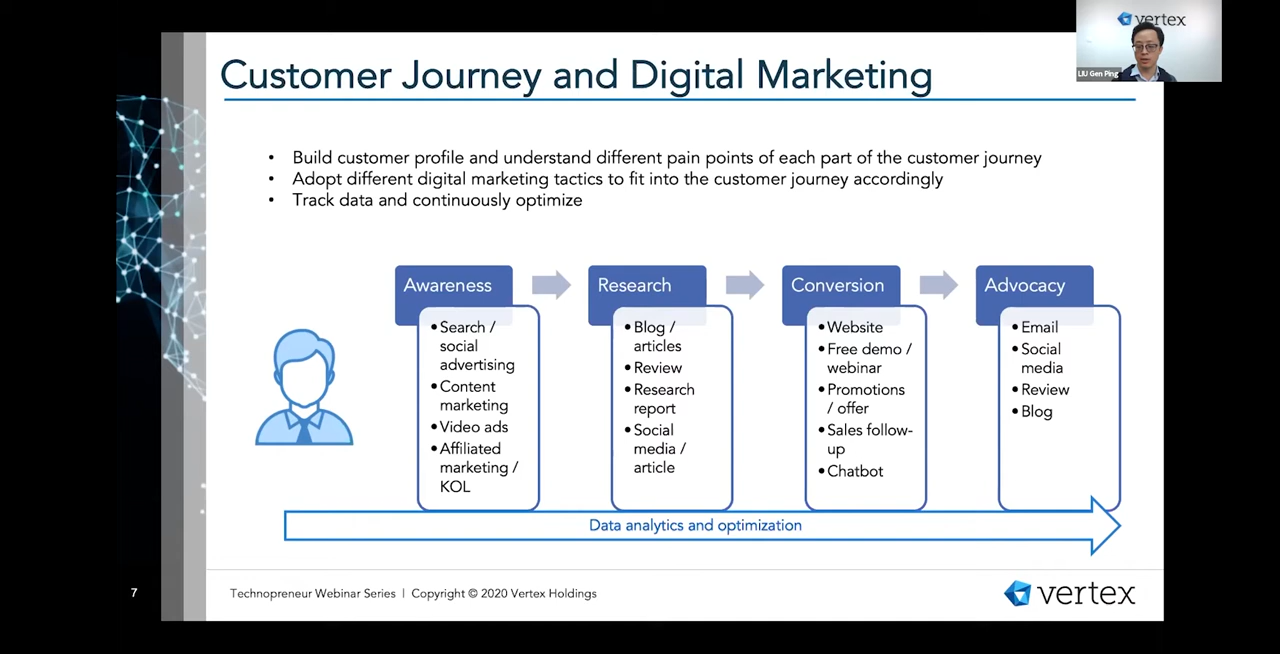 vertex
LIU Gen Ping
Customer Journey and Digital Marketing
• Build customer profile and understand different pain points of each part of the customer journey
• Adopt different digital marketing tactics to fit into the customer journey accordingly
• Track data and continuously optimize
Awareness
• Search /
social
advertising
• Content
marketing
• Video ads
• Affiliated
marketing /
KOL
Research
• Blog /
articles
• Review
• Research
report
• Social
media /
article
Conversion
• Website
• Free demo /
webinar
• Promotions
/ offer
• Sales follow-
up
• Chatbot
Advocacy
• Email
• Social
media
• Review
• Blog
Data analytics and optimization
7
Technopreneur Webinar Series | Copyright © 2020 Vertex Holdings
vertex